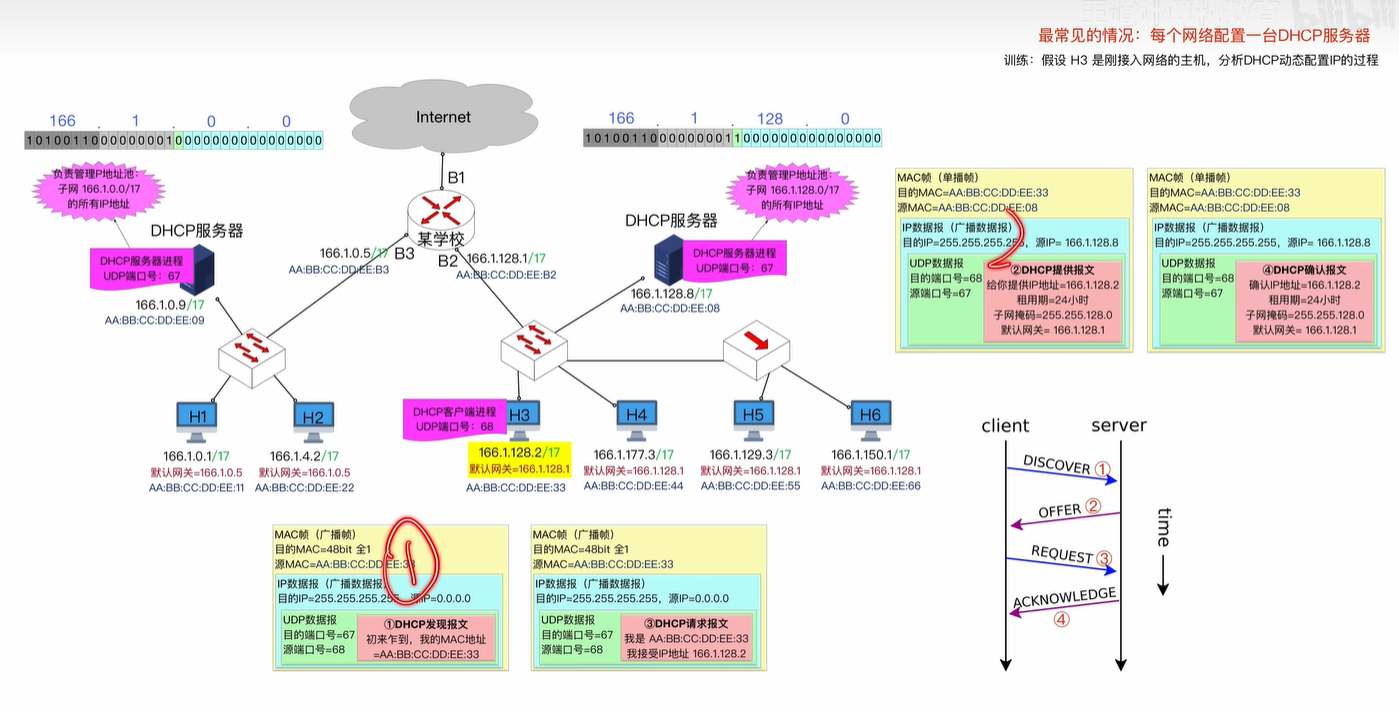 最常见的情况：每个网络配置一台DHCP服务器
训练：假设 H3 是刚接入网络的主机，分析DHCP动态配置IP的过程
166 . 1 . 0 . 0
10100110000000010000000000000000
166 . 1 . 128 . 0
10100110000000011000000000000000
Internet
B1
某学校
B3
B2
负责管理P地址池：
子网 166.1.0.0/17
的所有IP地址
DHCP服务器
DHCP服务器进程
UDP端口号：67
166.1.0.9/17
AA:BB:CC:DD:EE:09
166.1.0.5/17
AA:BB:CC:DD:EE:B3
166.1.128.1/17
AA:BB:CC:DD:EE:B2
负责管理P地址池：
子网 166.1.128.0/17
的所有IP地址
DHCP服务器
DHCP服务器进程
UDP端口号：67
166.1.128.8/17
AA:BB:CC:DD:EE:08
MAC帧（单播帧）
目的MAC=AA:BB:CC:DD:EE:33
源MAC=AA:BB:CC:DD:EE:08
IP数据报（广播数据报）
目的IP=255.255.255.255，源IP= 166.1.128.8
UDP数据报
目的端口号=68
源端口号=67
②DHCP提供报文
给你提供IP地址=166.1.128.2
租用期=24小时
子网掩码=255.255.128.0
默认网关= 166.1.128.1
MAC帧（单播帧）
目的MAC=AA:BB:CC:DD:EE:33
源MAC=AA:BB:CC:DD:EE:08
IP数据报（广播数据报）
目的IP=255.255.255.255，源IP= 166.1.128.8
UDP数据报
目的端口号=68
源端口号=67
④DHCP确认报文
确认IP地址=166.1.128.2
租用期=24小时
子网掩码=255.255.128.0
默认网关= 166.1.128.1
H1
166.1.0.1/17
默认网关=166.1.0.5
AA:BB:CC:DD:EE:11
H2
166.1.4.2/17
默认网关=166.1.0.5
AA:BB:CC:DD:EE:22
DHCP客户端进程
UDP端口号：68
H3
166.1.128.2/17
默认网关=166.1.128.1
AA:BB:CC:DD:EE:33
H4
166.1.177.3/17
默认网关=166.1.128.1
AA:BB:CC:DD:EE:44
H5
166.1.129.3/17
默认网关=166.1.128.1
AA:BB:CC:DD:EE:55
H6
166.1.150.1/17
默认网关=166.1.128.1
AA:BB:CC:DD:EE:66
MAC帧（广播帧）
目的MAC=48bit 全1
源MAC=AA:BB:CC:DD:EE:33
IP数据报（广播数据报）
目的IP=255.255.255.255，源IP=0.0.0.0
UDP数据报
目的端口号=67
源端口号=68
①DHCP发现报文
初来乍到，我的MAC地址
=AA:BB:CC:DD:EE:33
1
2
MAC帧（广播帧）
目的MAC=48bit 全1
源MAC=AA:BB:CC:DD:EE:33
IP数据报（广播数据报）
目的IP=255.255.255.255，源IP=0.0.0.0
UDP数据报
目的端口号=67
源端口号=68
③DHCP请求报文
我是 AA:BB:CC:DD:EE:33
我接受IP地址 166.1.128.2
client
server
DISCOVER ①
OFFER ②
REQUEST ③
ACKNOWLEDGE
④
time